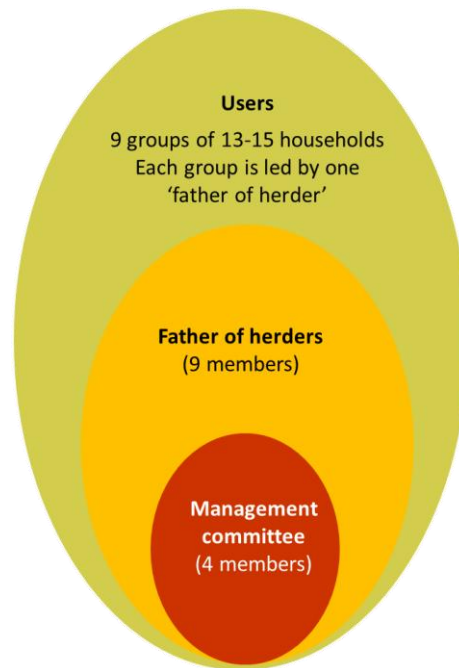 Users
9 groups of 13-15 households
Each group is led by one
‘father of herder’
Father of herders
(9 members)
Management
committee
(4 members)